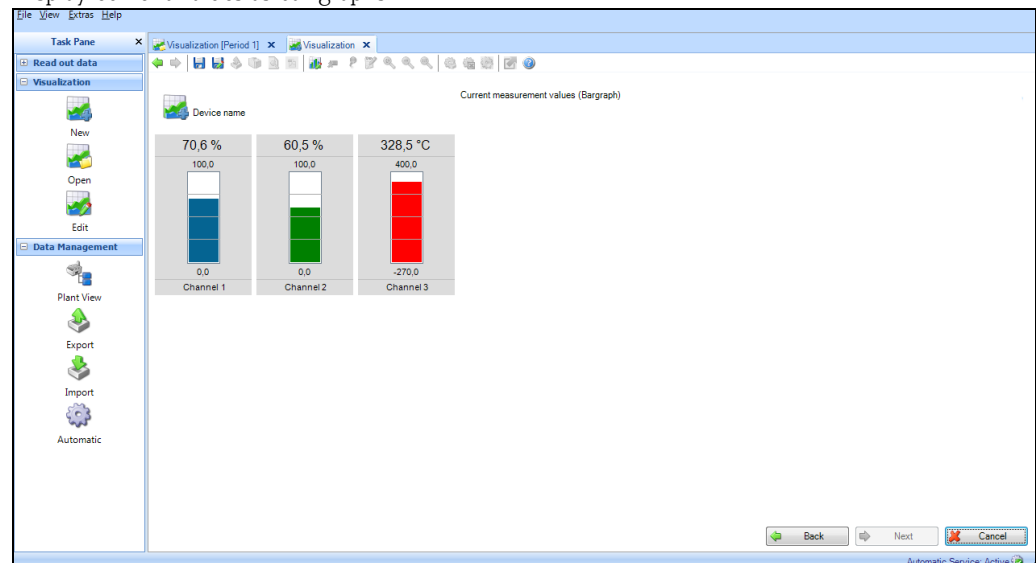 File View Extras Help
Task Pane
Visualization [Period 1] Visualization
Read out data
Visualization
New
Open
Edit
Data Management
Plant View
Export
Import
Automatic
Current measurement values (Bargraph)
Device name
70,6 % 60,5 % 328,5 °C
100,0 100,0 400,0
0,0 0,0 -270,0
Channel 1 Channel 2 Channel 3
Back Next Cancel
Automatic Service: Active